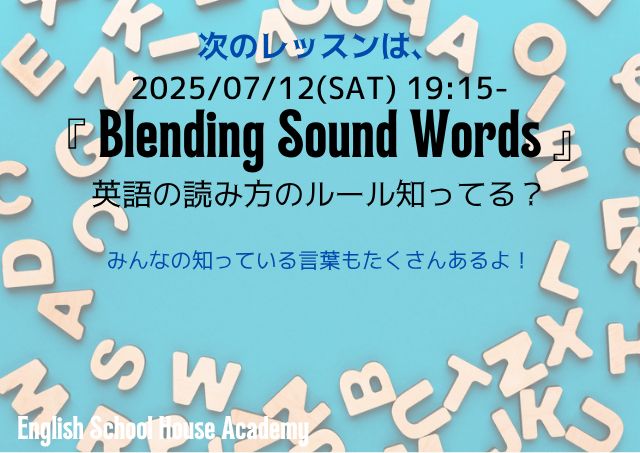 次のレッスンは、
2025/07/12(SAT) 19:15-
『 Blending Sound Words 』
英語の読み方のルール知ってる？
みんなの知っている言葉もたくさんあるよ！
English School House Academy